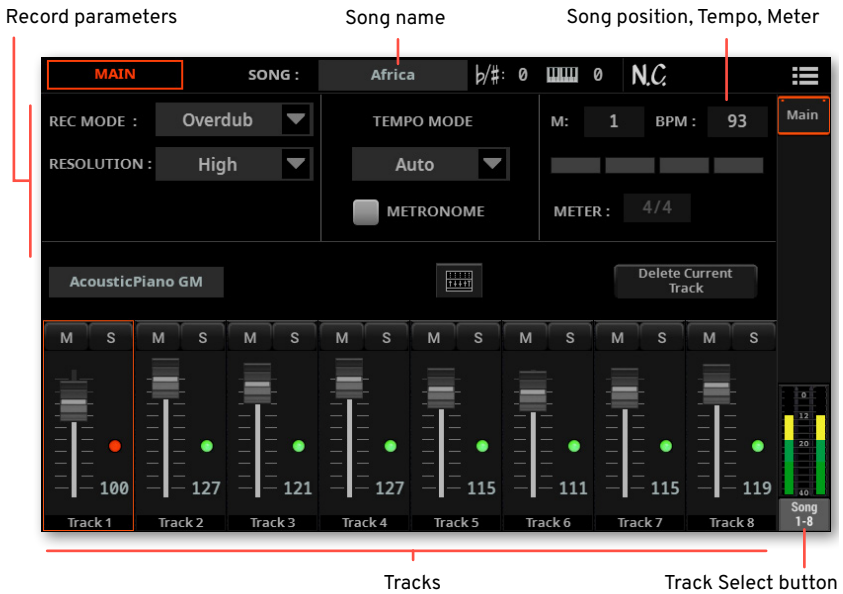 Record parameters
Song name
Song position, Tempo, Meter
MAIN SONG : Africa b/#: 0 0 N.C.
REC MODE : Overdub TEMPO MODE M: 1 BPM : 93 Main
RESOLUTION : High Auto
METRONOME METER : 4/4
AcousticPiano GM Delete Current
Track
M S M S M S M S M S M S M S M S
0
12
20
40
100 127 121 127 115 111 115 119
Track 1 Track 2 Track 3 Track 4 Track 5 Track 6 Track 7 Track 8
Song
1-8
Tracks
Track Select button